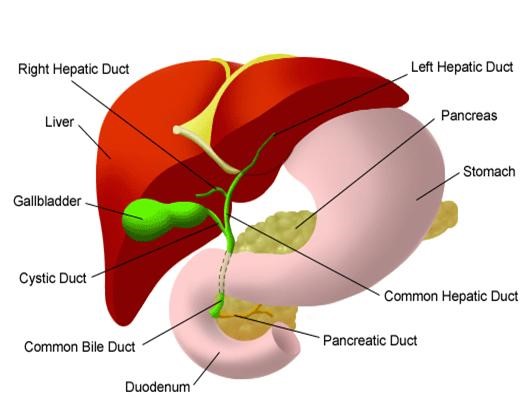 Right Hepatic Duct
Left Hepatic Duct
Liver
Pancreas
Stomach
Gallbladder
Cystic Duct
Common Hepatic Duct
Common Bile Duct
Pancreatic Duct
Duodenum